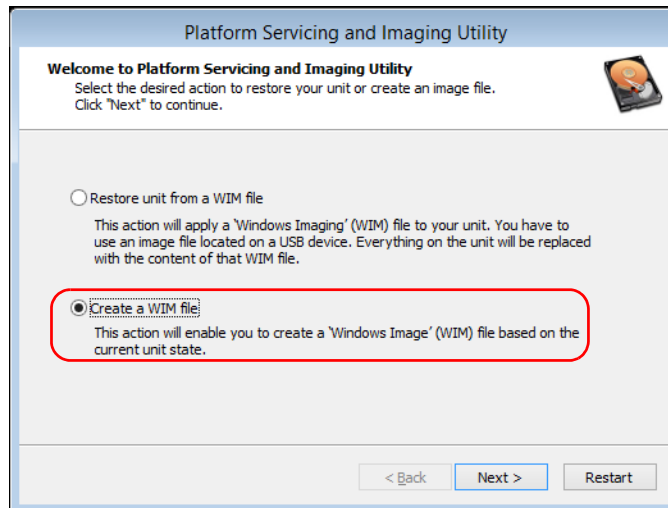 Platform Servicing and Imaging Utility
Welcome to Platform Servicing and Imaging Utility
Select the desired action to restore your unit or create an image file.
Click "Next" to continue.
Restore unit from a WIM file
This action will apply a 'Windows Imaging' (WIM) file to your unit. You have to
use an image file located on a USB device. Everything on the unit will be replaced
with the content of that WIM file.
Create a WIM file
This action will enable you to create a 'Windows Image' (WIM) file based on the
current unit state.
< Back Next > Restart